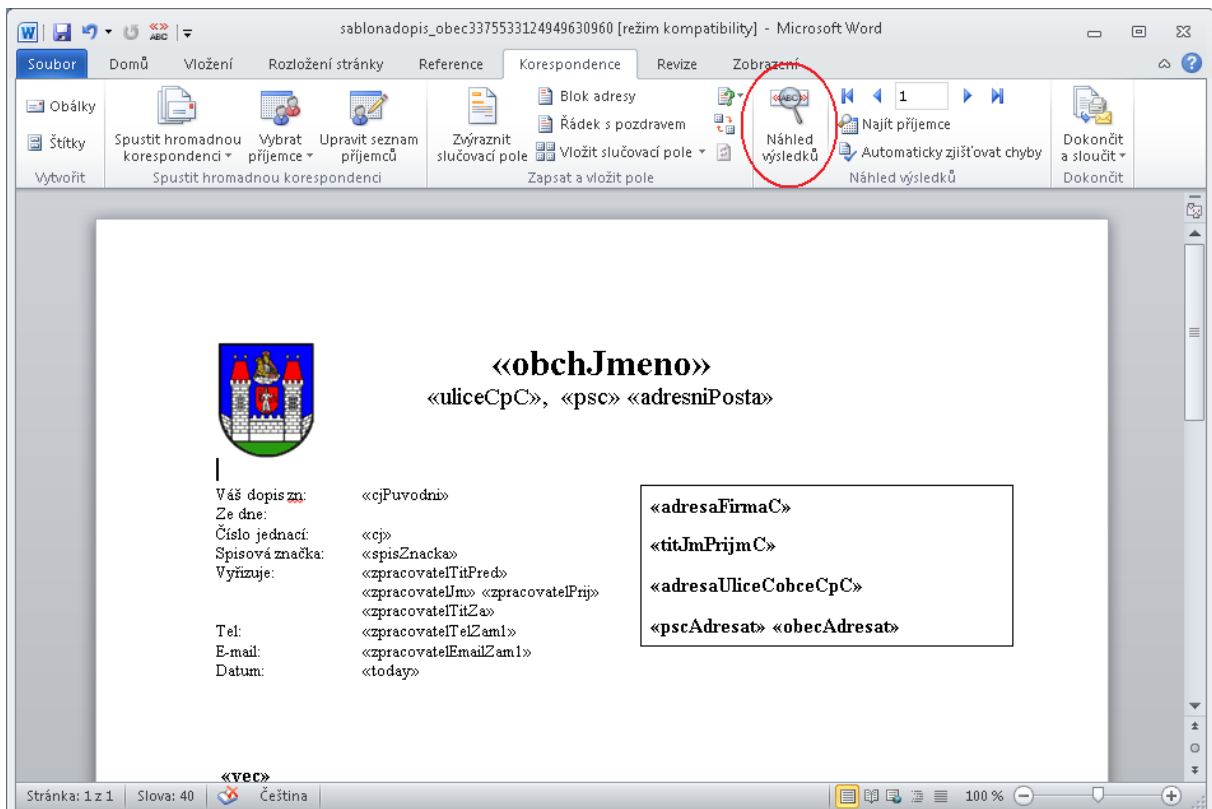 sablonadopis_obec3375533124949630960 [režim kompatibility] - Microsoft Word
Soubor Domů Vložení Rozložení stránky Reference Korespondence Revize Zobrazení
Obálky
Štítky
Vytvořit
Spustit hromadnou korespondenci
Vybrat příjemce
Upravit seznam příjemců
Spustit hromadnou korespondenci
Zvýraznit slučovací pole
Blok adresy
Řádek s pozdravem
Vložit slučovací pole
Zapsat a vložit pole
«ABC»
Náhled výsledků
1
Najít příjemce
Automaticky zjišťovat chyby
Náhled výsledků
Dokončit a sloučit
Dokončit
«obchJmeno»
«uliceCpC», «psc» «adresniPosta»
Váš dopis zn: «cjPuvodni»
Ze dne:
Číslo jednací: «cj»
Spisová značka: «spisZnacka»
Vyřizuje: «zpracovatelTitPred»
«zpracovatelJm» «zpracovatelPrij»
«zpracovatelTitZa»
Tel: «zpracovatelTelZam1»
E-mail: «zpracovatelEmailZam1»
Datum: «today»
«adresaFirmaC»
«titJmPrijmC»
«adresaUliceCobceCpC»
«pscAdresat» «obecAdresat»
«vec»
Stránka: 1 z 1 Slova: 40 Čeština 100 %